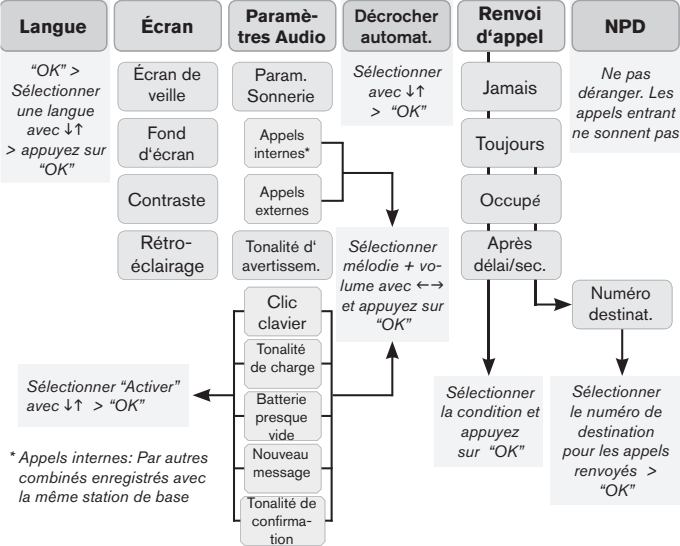 Langue
Écran
Paramè-
tres Audio
Décrocher
automat.
Renvoi
d‘appel
NPD
“OK” >
Sélectionner
une langue
avec ↓↑
> appuyez sur
“OK”
Écran de
veille
Fond
d‘écran
Contraste
Rétro-
éclairage
Param.
Sonnerie
Appels
internes*
Appels
externes
Tonalité d‘
avertissem.
Clic
clavier
Tonalité
de charge
Batterie
presque
vide
Nouveau
message
Tonalité de
confirma-
tion
Sélectionner
avec ↓↑
> “OK”
Sélectionner
mélodie + vo-
lume avec ←→
et appuyez sur
“OK”
Jamais
Toujours
Occupé
Après
délai/sec.
Ne pas
déranger. Les
appels entrant
ne sonnent pas
Numéro
destinat.
Sélectionner “Activer”
avec ↓↑ > “OK”
Sélectionner
la condition et
appuyez
sur “OK”
Sélectionner
le numéro de
destination
pour les appels
renvoyés >
“OK”
* Appels internes: Par autres
combinés enregistrés avec
la même station de base